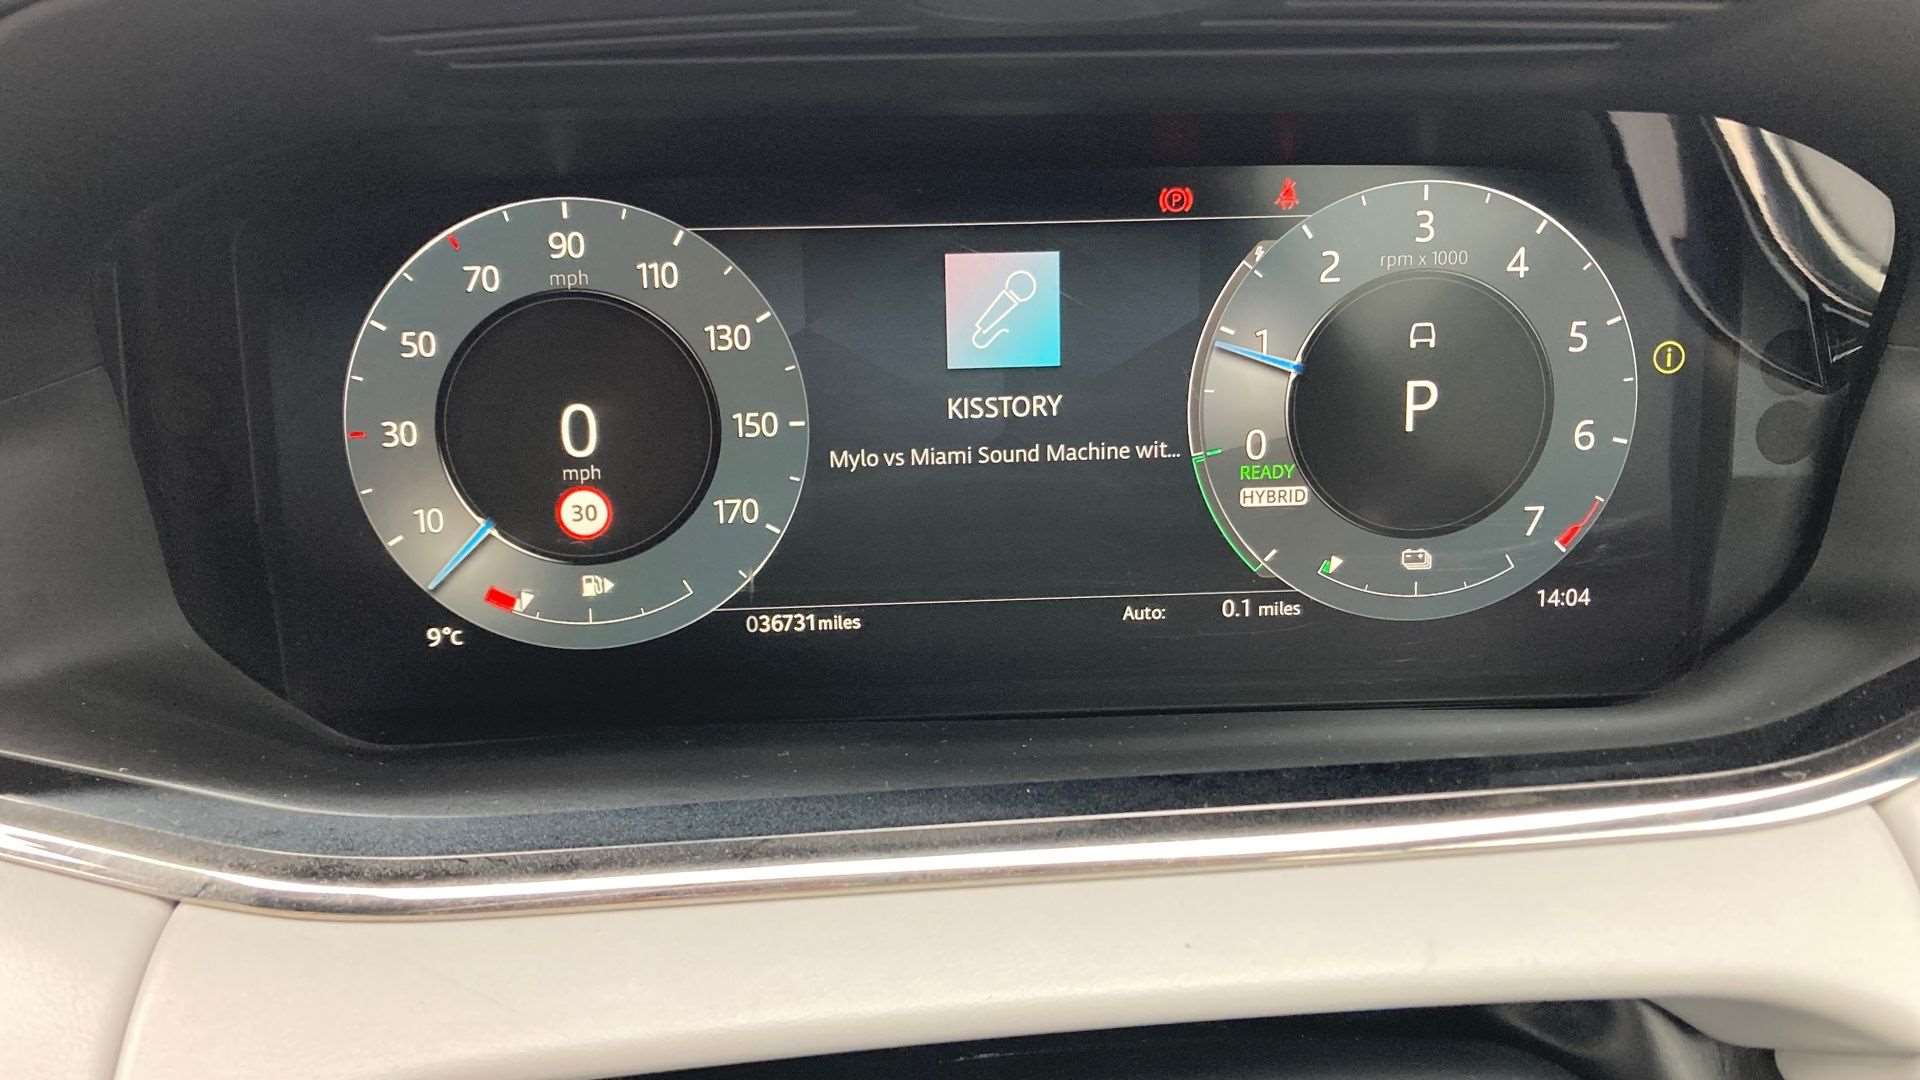 90
mph
70
110
50
130
30
150
10
170
0
mph
30
9°c
036731 miles
KISSTORY
Mylo vs Miami Sound Machine wit...
Auto: 0.1 miles
P
3
rpm x 1000
2
4
1
5
0
6
READY
HYBRID
7
P
14:04
i